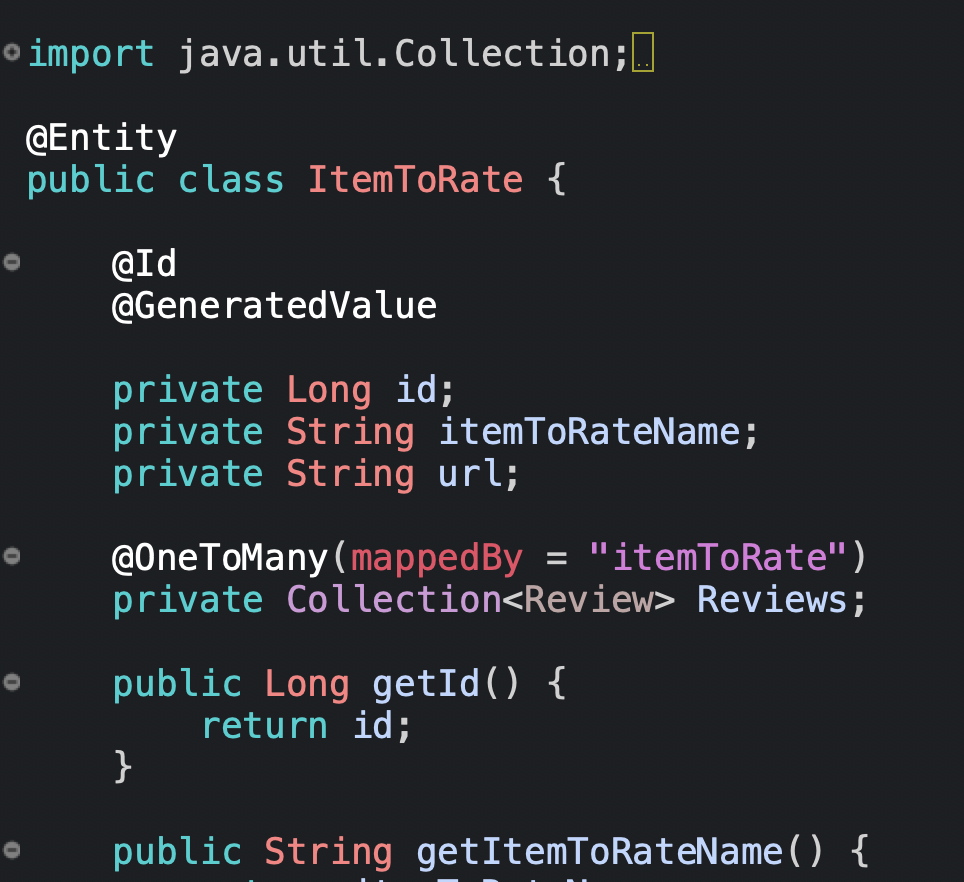 import java.util.Collection;
@Entity
public class ItemToRate {
@Id
@GeneratedValue
private Long id;
private String itemToRateName;
private String url;
@OneToMany(mappedBy = "itemToRate")
private Collection<Review> Reviews;
public Long getId() {
return id;
}
public String getItemToRateName() {